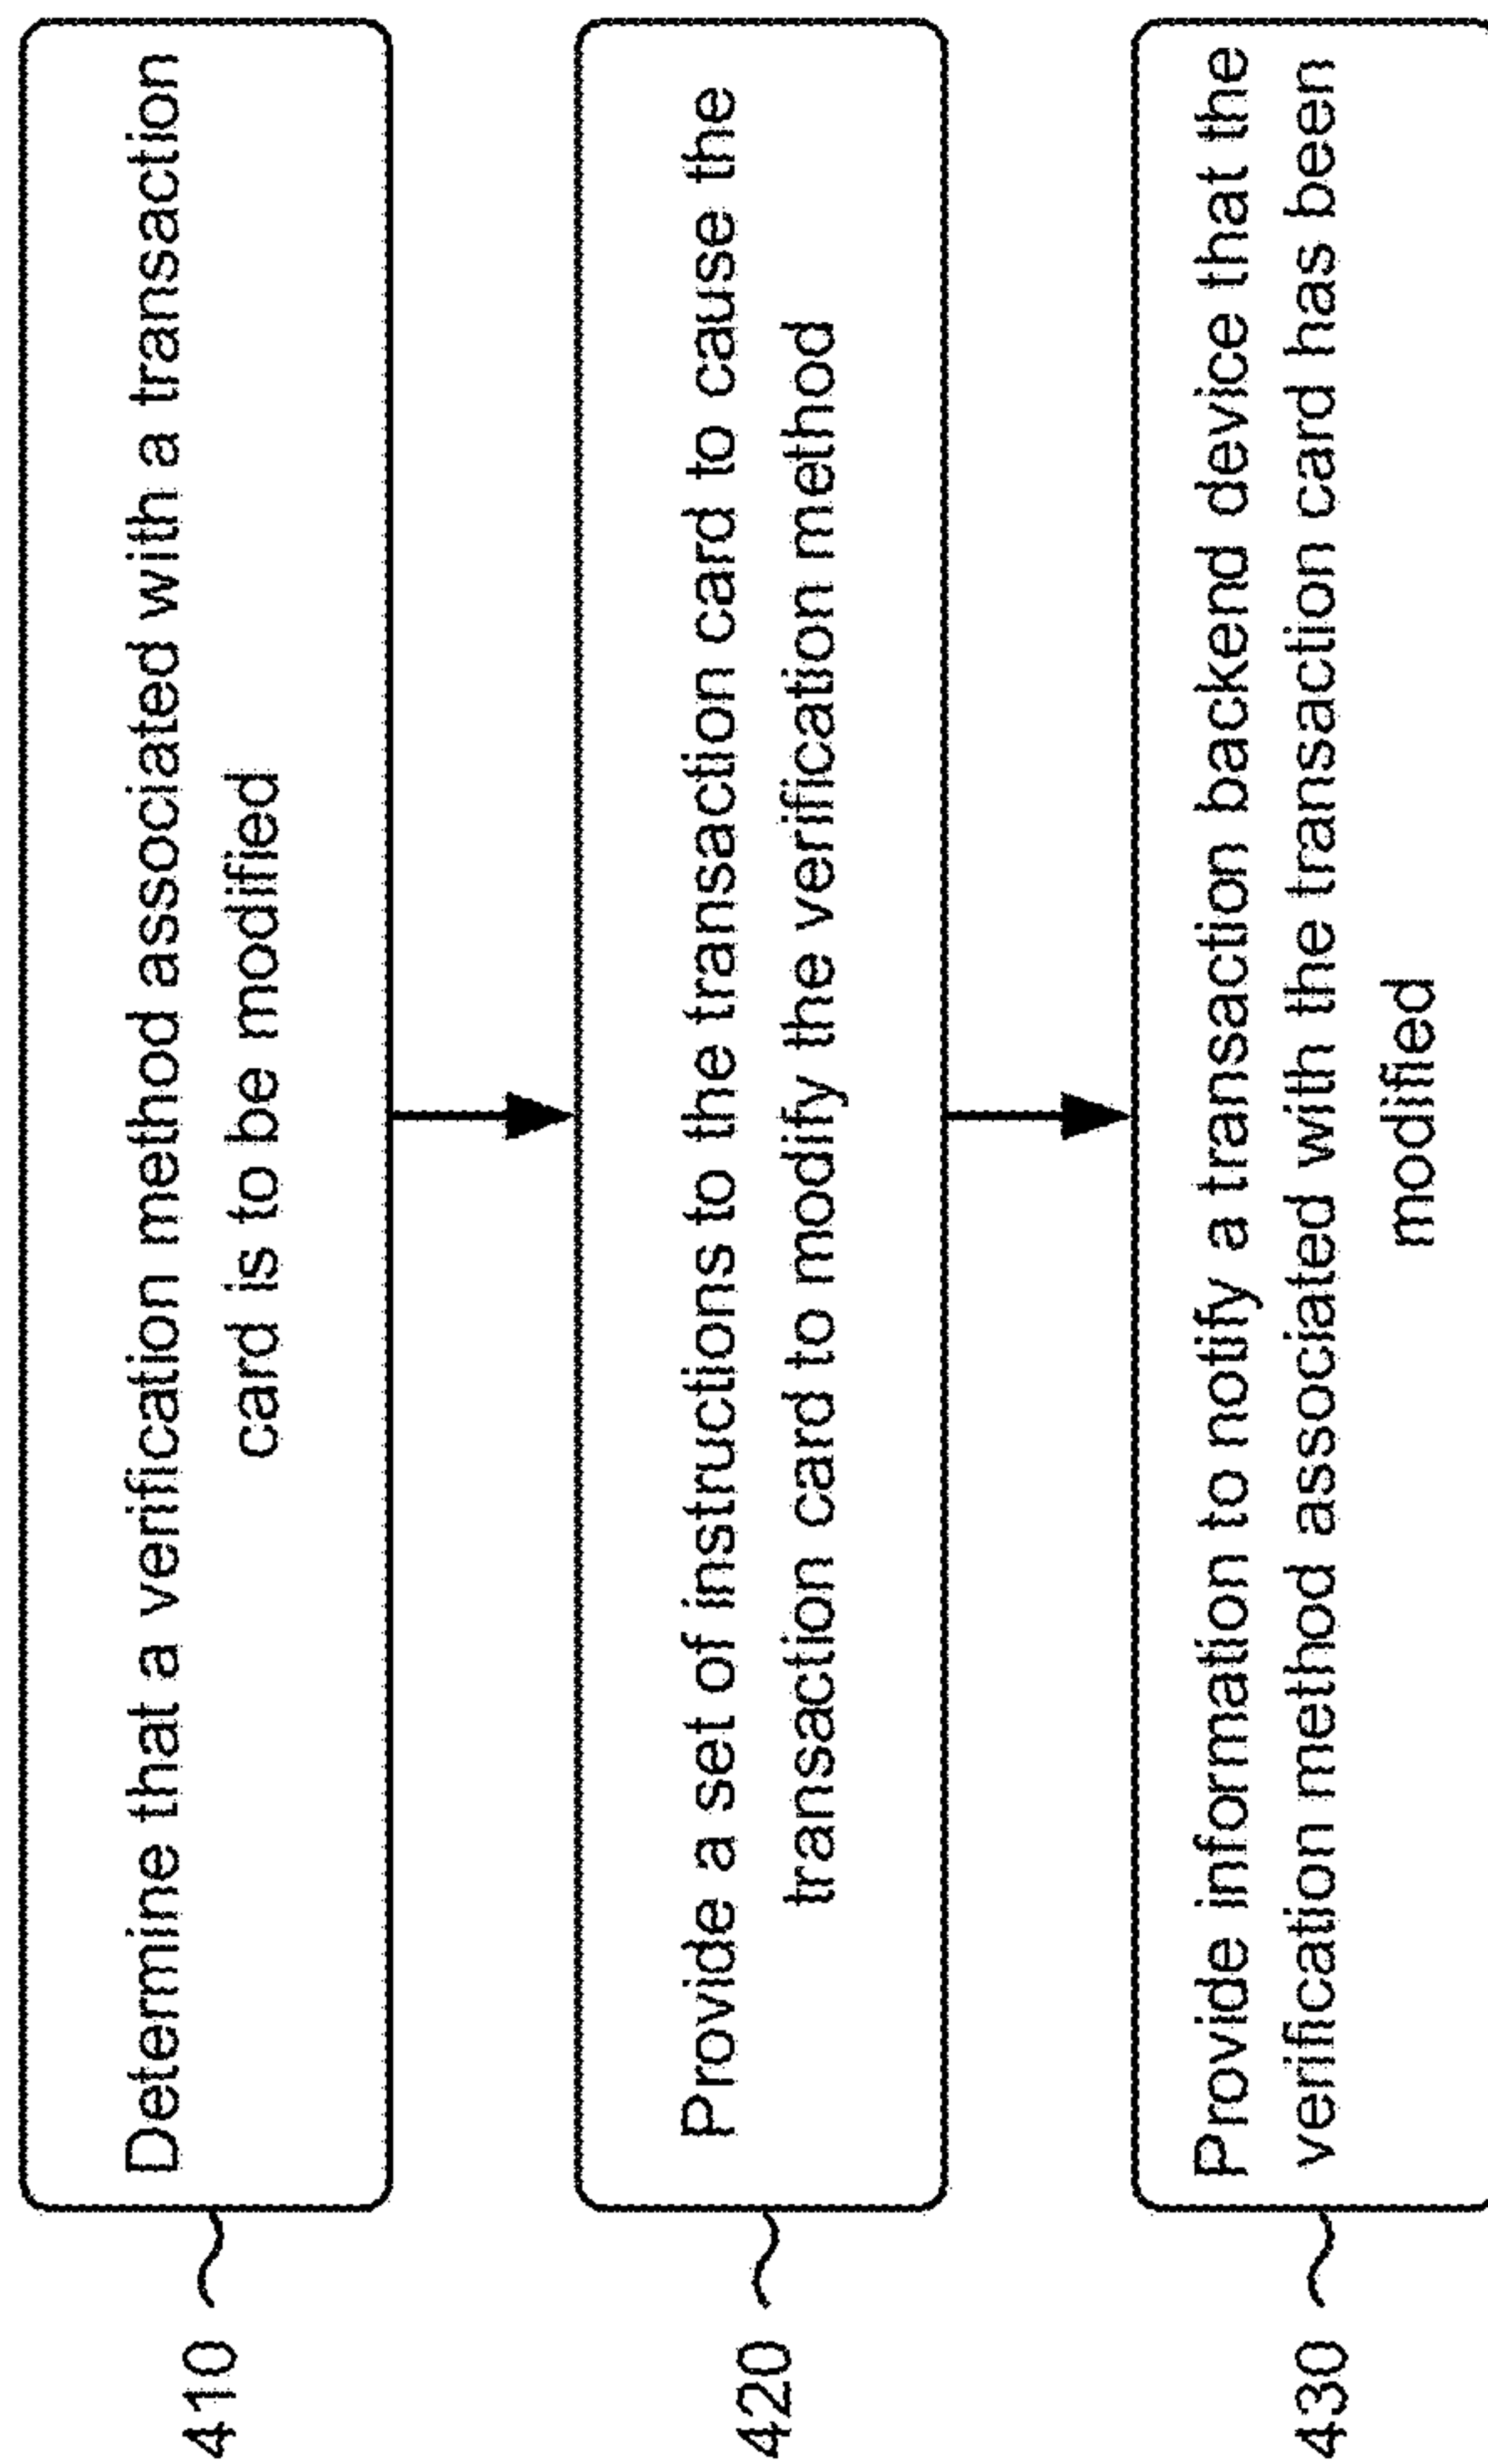 410
Determine that a verification method associated with a transaction
card is to be modified
420
Provide a set of instructions to the transaction card to cause the
transaction card to modify the verification method
430
Provide information to notify a transaction backend device that the
verification method associated with the transaction card has been
modified